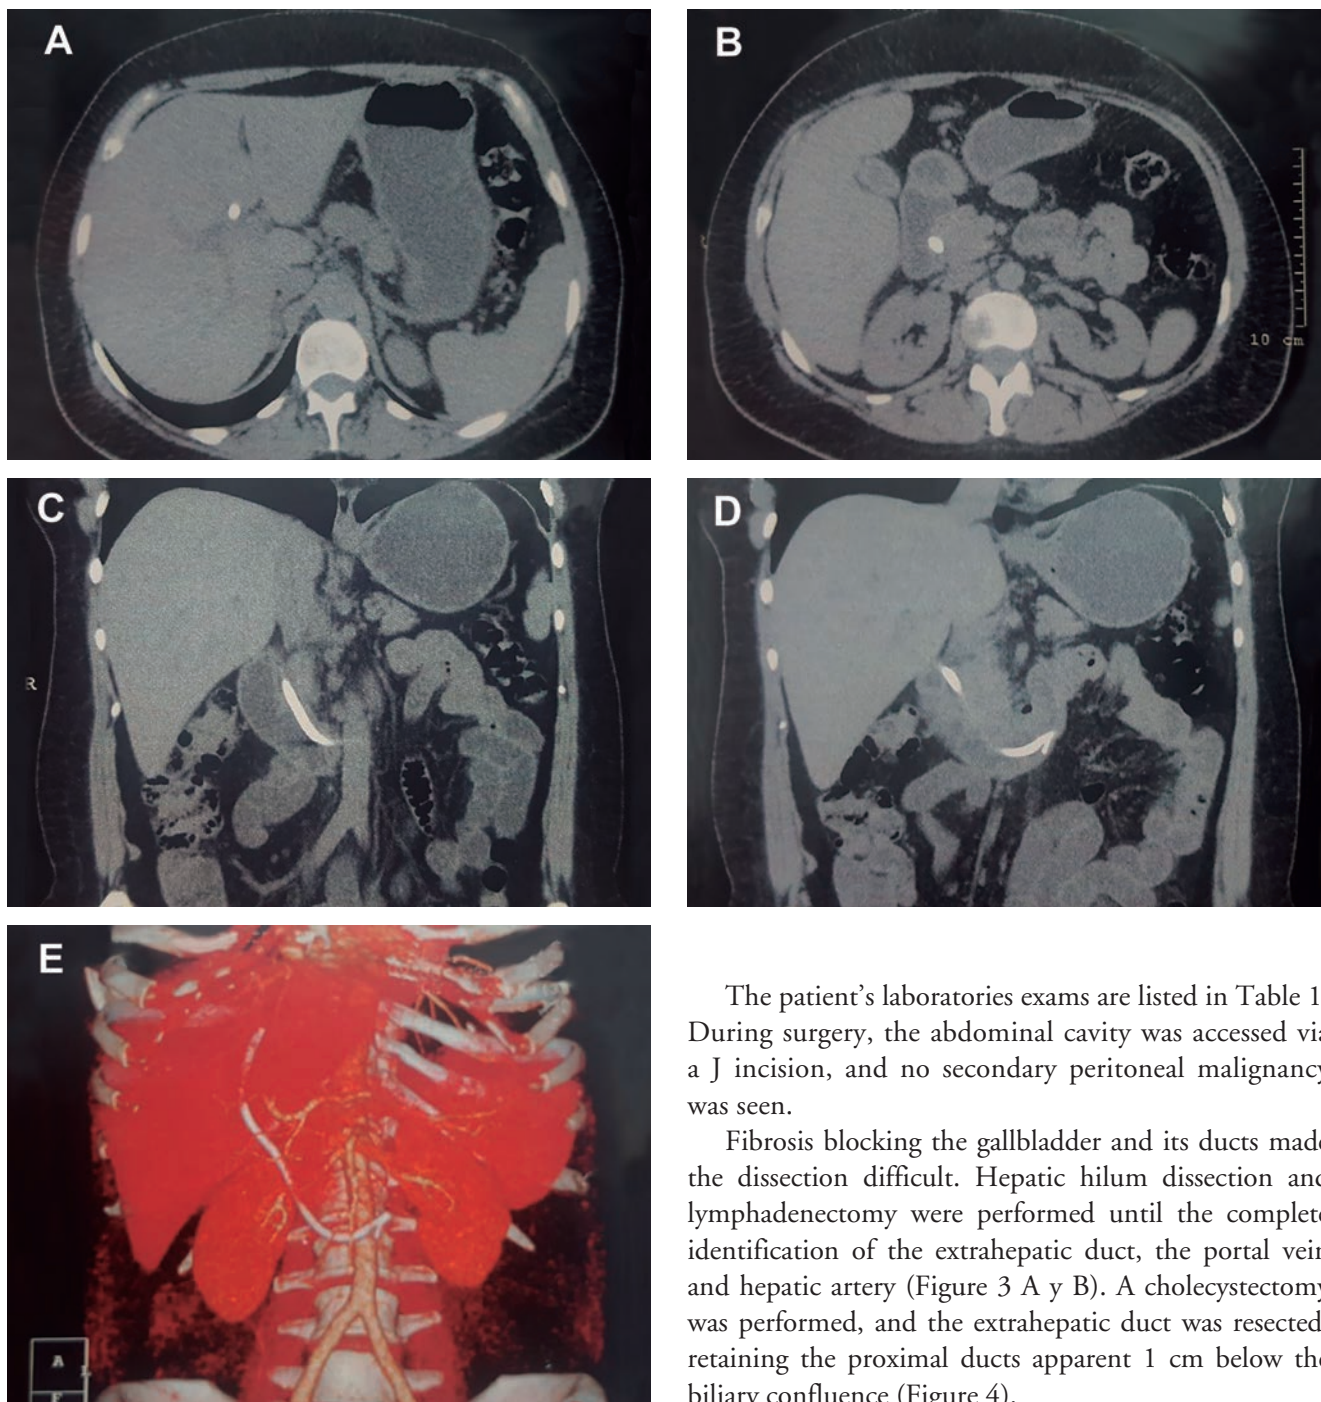 A
B
10 cm
C
R
D
E
A
L
F
The patient's laboratories exams are listed in Table 1
During surgery, the abdominal cavity was accessed via
a J incision, and no secondary peritoneal malignancy
was seen.
Fibrosis blocking the gallbladder and its ducts made
the dissection difficult. Hepatic hilum dissection and
lymphadenectomy were performed until the complete
identification of the extrahepatic duct, the portal vein
and hepatic artery (Figure 3 A y B). A cholecystectomy
was performed, and the extrahepatic duct was resected
retaining the proximal ducts apparent 1 cm below the
biliary confluence (Figure 4).